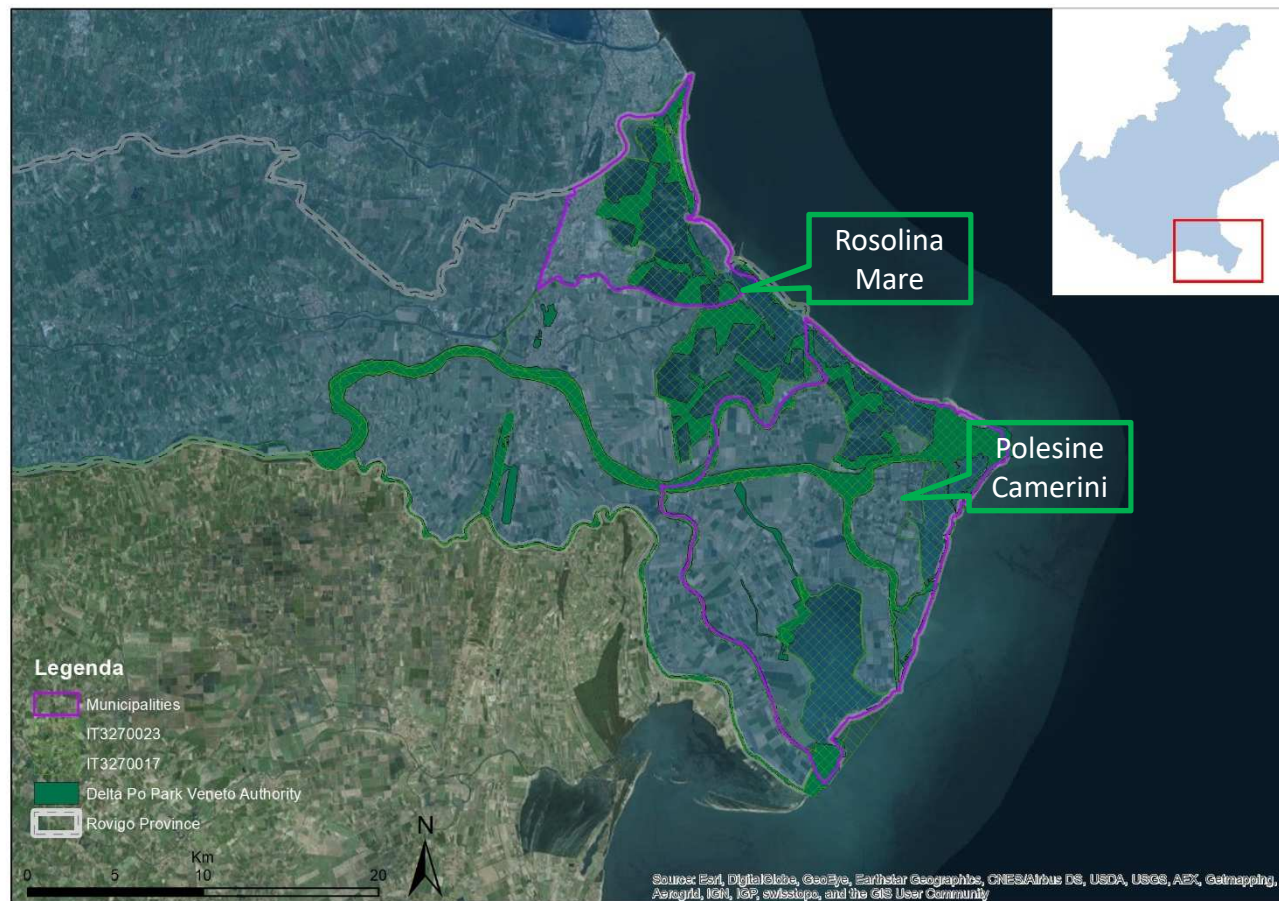 Rosolina
Mare
Polesine
Camerini
Legenda
Municipalities
IT3270023
IT3270017
Delta Po Park Veneto Authority
Rovigo Province
N
Km
0 10 20
Source: Esri, DigitalGlobe, GeoEye, Earthstar Geographics, CNES/Airbus DS, USDA, USGS, AEX, Getmapping,
Aerogrid, IGN, IGP, swisstopo, and the GIS User Community